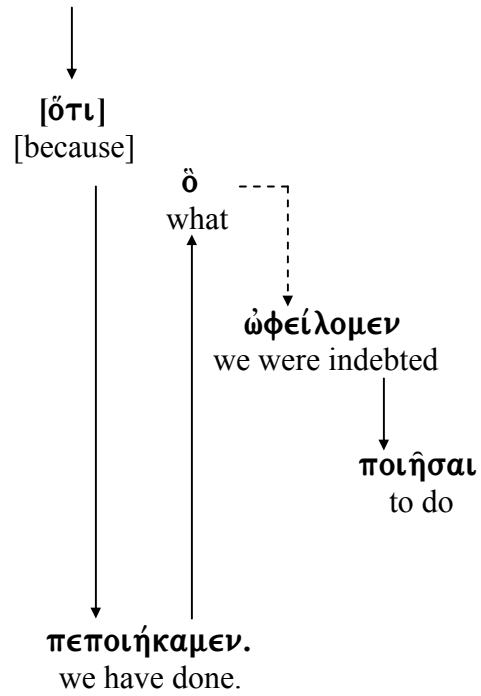 [ὅτι]
[because]
ὃ
what
ὠφείλομεν
we were indebted
ποιῆσαι
to do
πεποιήκαμεν.
we have done.